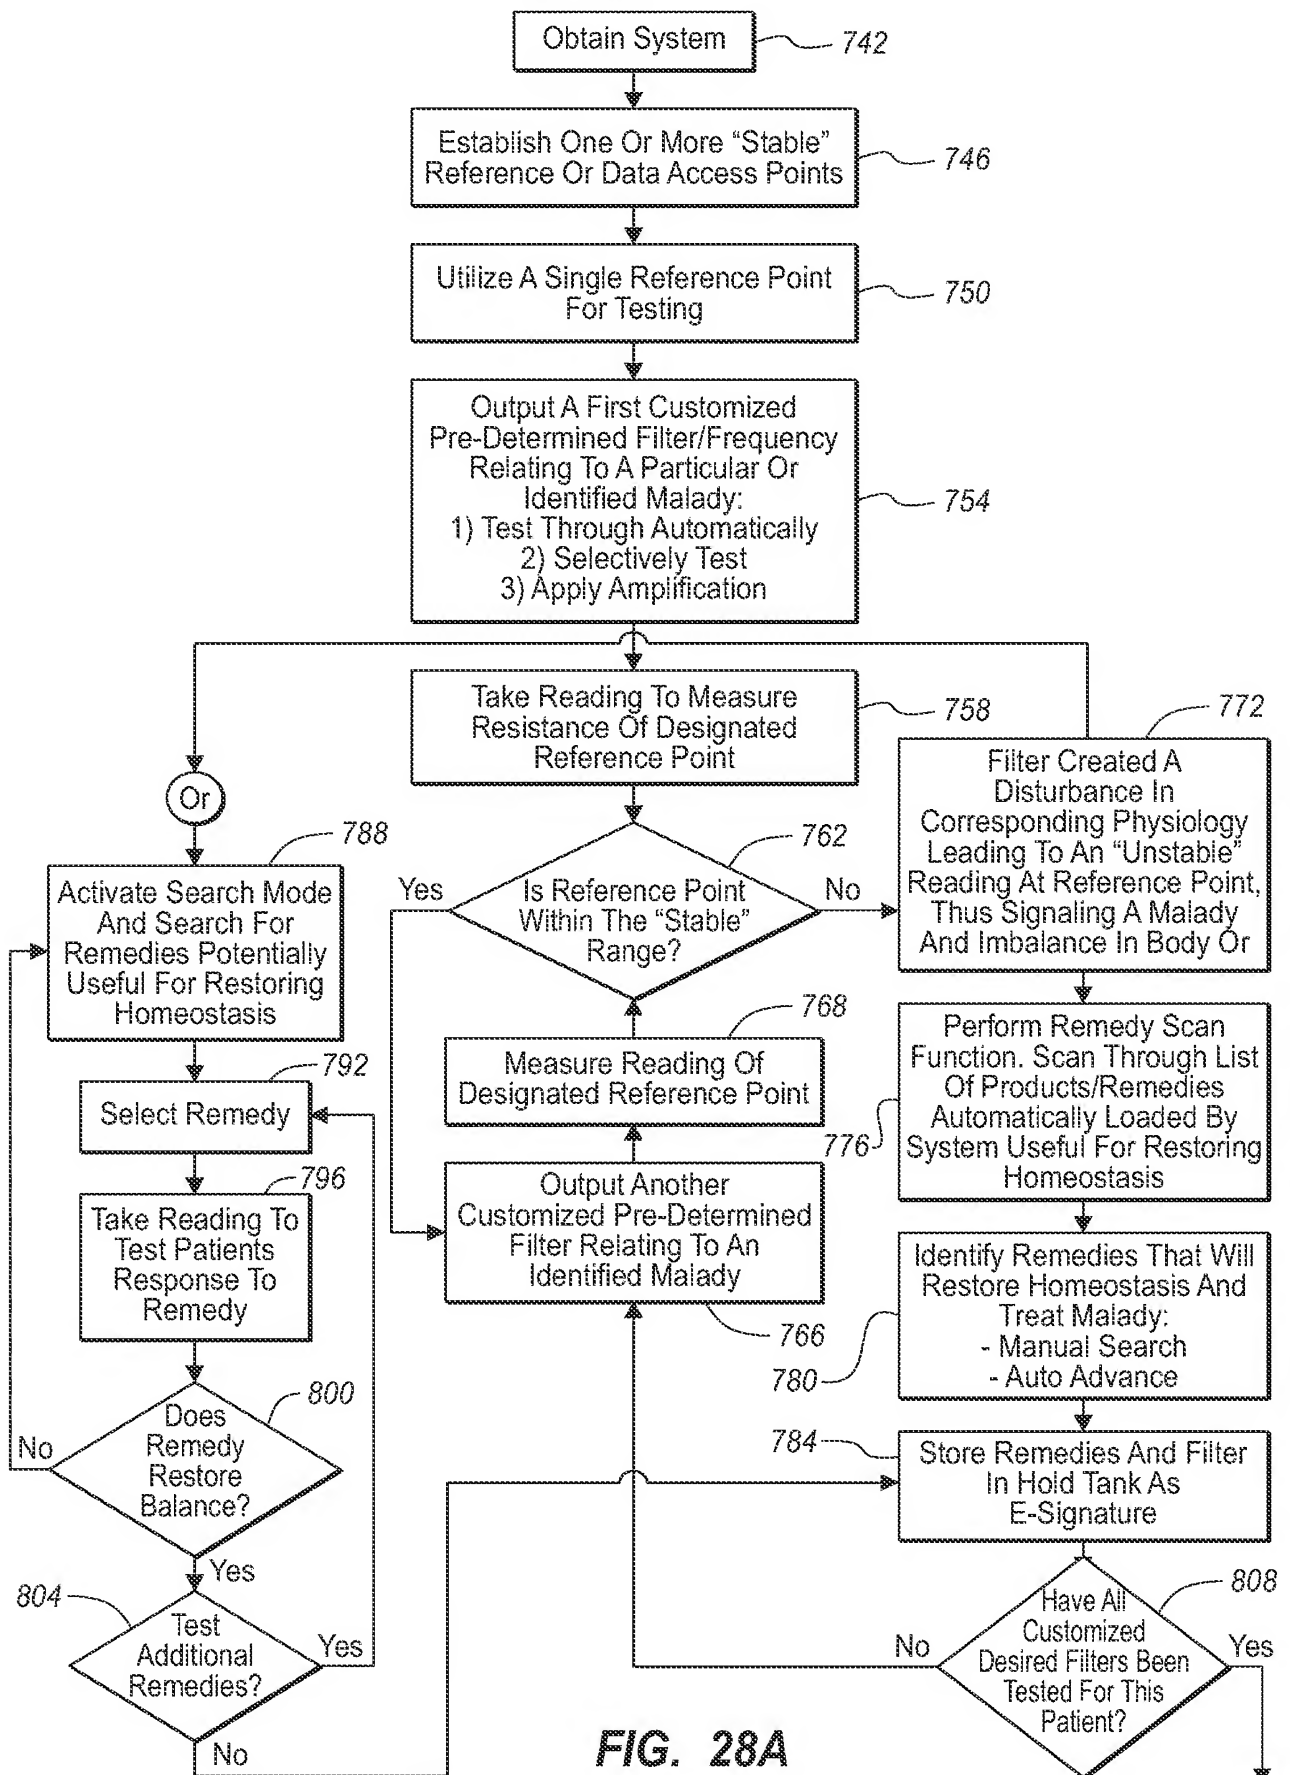 Obtain System
742
Establish One Or More “Stable”
Reference Or Data Access Points
746
Utilize A Single Reference Point
For Testing
750
Output A First Customized
Pre-Determined Filter/Frequency
Relating To A Particular Or
Identified Malady:
1) Test Through Automatically
2) Selectively Test
3) Apply Amplification
754
Take Reading To Measure
Resistance Of Designated
Reference Point
758
772
Filter Created A
Disturbance In
Corresponding Physiology
Leading To An “Unstable”
Reading At Reference Point,
Thus Signaling A Malady
And Imbalance In Body Or
Or
788
Activate Search Mode
And Search For
Remedies Potentially
Useful For Restoring
Homeostasis
762
Yes
Is Reference Point
Within The “Stable”
Range?
No
768
Measure Reading Of
Designated Reference Point
Perform Remedy Scan
Function. Scan Through List
Of Products/Remedies
Automatically Loaded By
System Useful For Restoring
Homeostasis
776
792
Select Remedy
796
Take Reading To
Test Patients
Response To
Remedy
Output Another
Customized Pre-Determined
Filter Relating To An
Identified Malady
766
Identify Remedies That Will
Restore Homeostasis And
Treat Malady:
- Manual Search
- Auto Advance
780
800
Does
Remedy
Restore
Balance?
No
Yes
784
Store Remedies And Filter
In Hold Tank As
E-Signature
804
Test
Additional
Remedies?
Yes
No
808
Have All
Customized
Desired Filters Been
Tested For This
Patient?
No
Yes
FIG. 28A